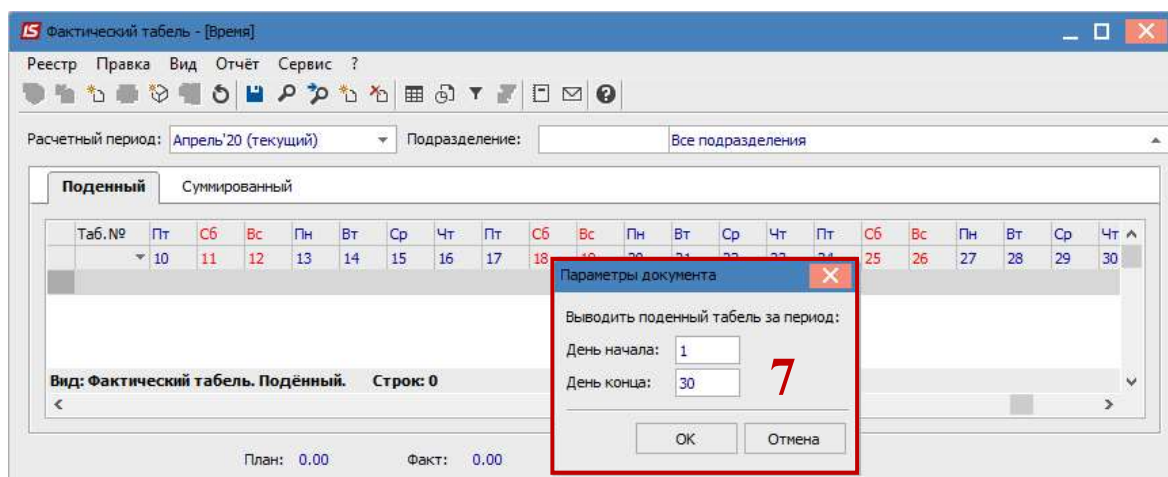 IS Фактический табель - [Время]
Реестр Правка Вид Отчёт Сервис ?
Расчетный период: Апрель'20 (текущий) Подразделение: Все подразделения
Поденный Суммированный
Таб.№ Пт Сб Вс Пн Вт Ср Чт Пт Сб Вс Пн Вт Ср Чт Пт Сб Вс Пн Вт Ср Чт
10 11 12 13 14 15 16 17 18 25 26 27 28 29 30
Параметры документа
Выводить поденный табель за период:
День начала: 1
День конца: 30
7
OK Отмена
Вид: Фактический табель. Подённый. Строк: 0
План: 0.00 Факт: 0.00